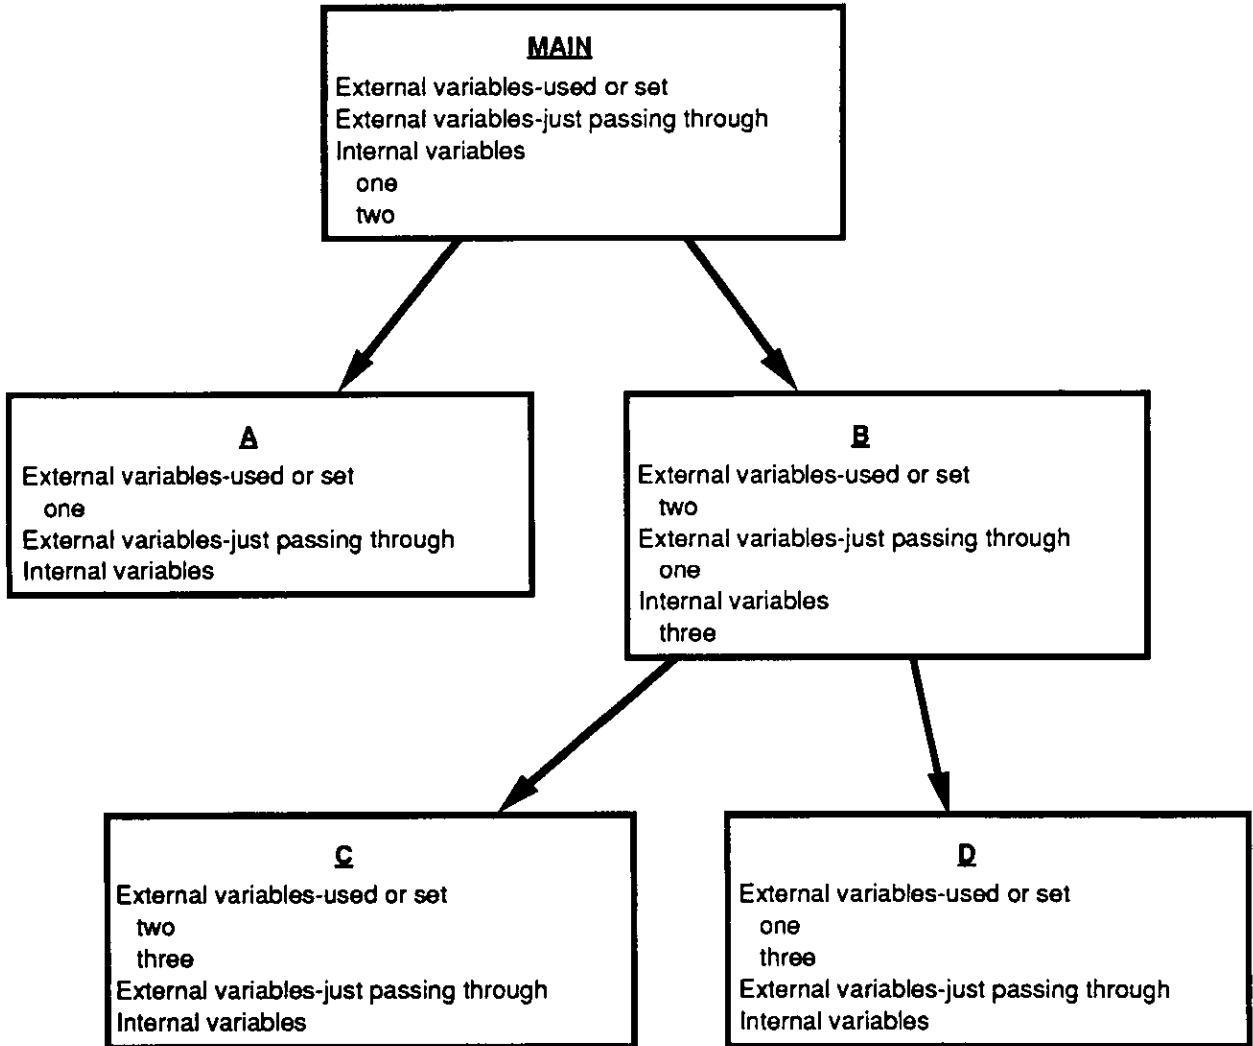 MAIN
External variables-used or set
External variables-just passing through
Internal variables
one
two
A
External variables-used or set
one
External variables-just passing through
Internal variables
B
External variables-used or set
two
External variables-just passing through
one
Internal variables
three
C
External variables-used or set
two
three
External variables-just passing through
Internal variables
D
External variables-used or set
one
three
External variables-just passing through
Internal variables